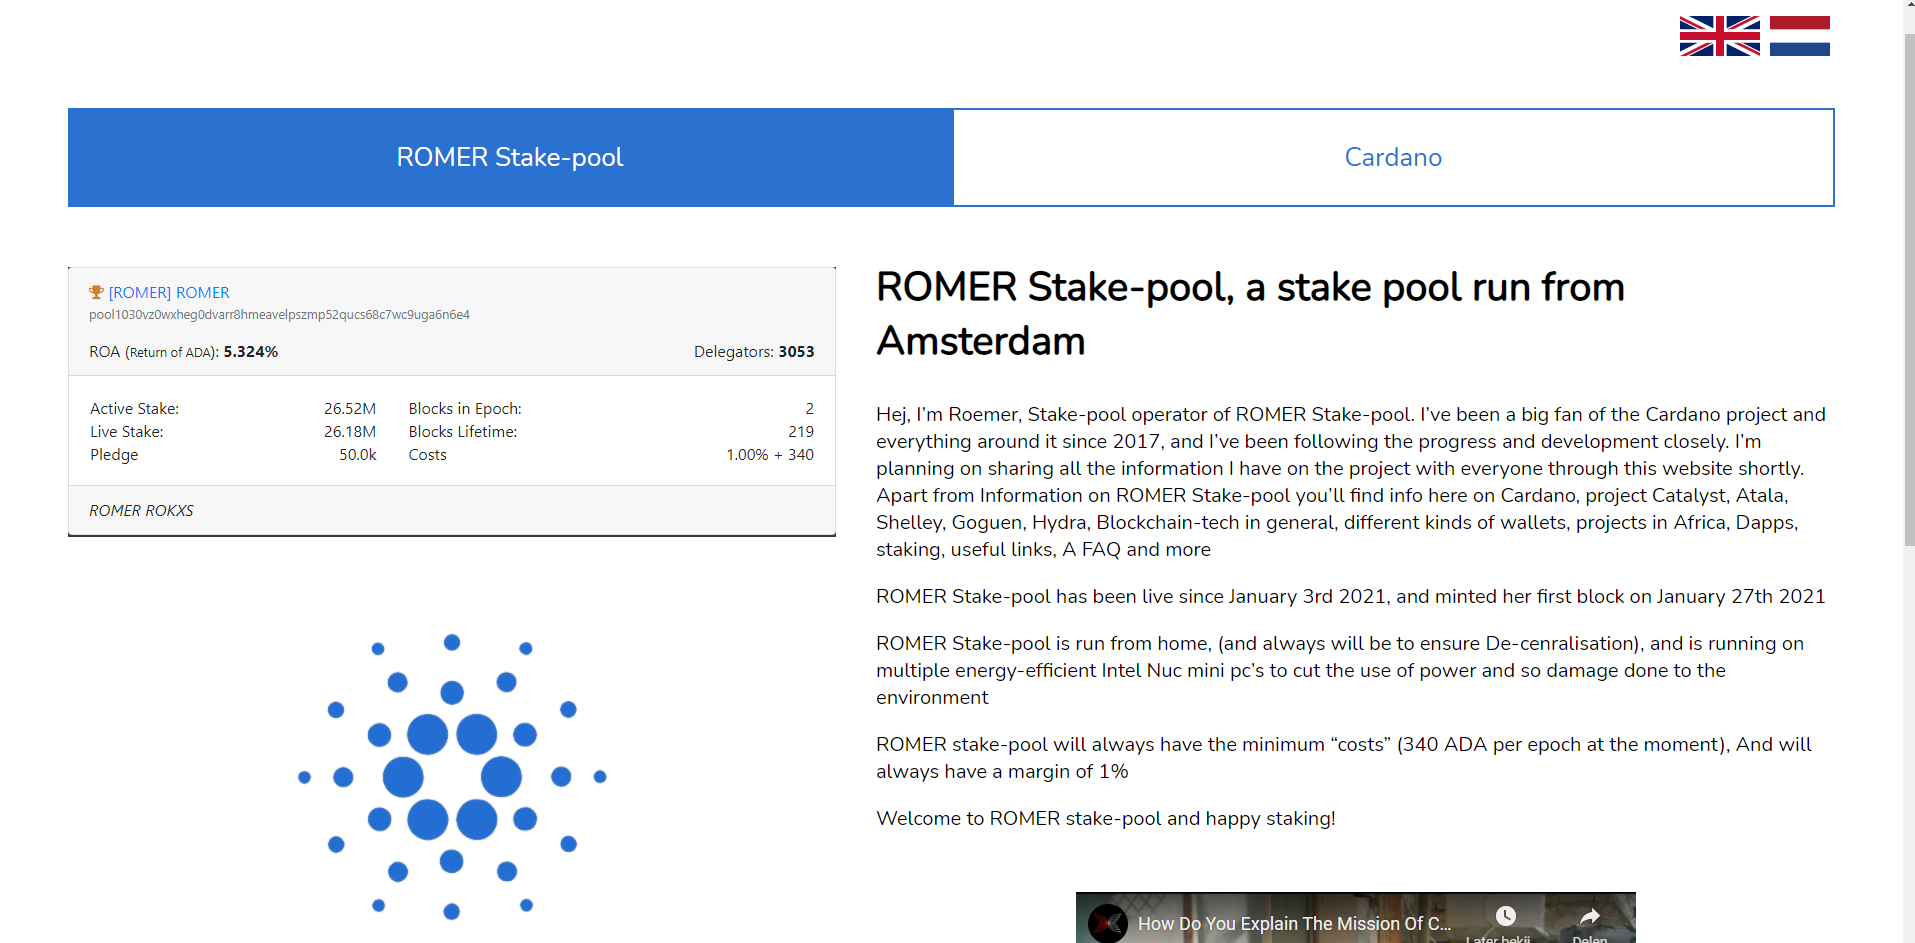 ROMER Stake-pool
Cardano
[ROMER] ROMER
pool1030vz0wxheg0dvarr8hmeavelpszmp52qucs68c7wc9uga6n6e4
ROA (Return of ADA): 5.324% Delegators: 3053
Active Stake: 26.52M Blocks in Epoch: 2
Live Stake: 26.18M Blocks Lifetime: 219
Pledge 50.0k Costs 1.00% + 340
ROMER ROKXS
ROMER Stake-pool, a stake pool run from
Amsterdam
Hej, I’m Roemer, Stake-pool operator of ROMER Stake-pool. I’ve been a big fan of the Cardano project and
everything around it since 2017, and I’ve been following the progress and development closely. I’m
planning on sharing all the information I have on the project with everyone through this website shortly.
Apart from Information on ROMER Stake-pool you’ll find info here on Cardano, project Catalyst, Atala,
Shelley, Goguen, Hydra, Blockchain-tech in general, different kinds of wallets, projects in Africa, Dapps,
staking, useful links, A FAQ and more
ROMER Stake-pool has been live since January 3rd 2021, and minted her first block on January 27th 2021
ROMER Stake-pool is run from home, (and always will be to ensure De-cenralisation), and is running on
multiple energy-efficient Intel Nuc mini pc’s to cut the use of power and so damage done to the
environment
ROMER stake-pool will always have the minimum “costs” (340 ADA per epoch at the moment), And will
always have a margin of 1%
Welcome to ROMER stake-pool and happy staking!
How Do You Explain The Mission Of C...
Later bekij Delen